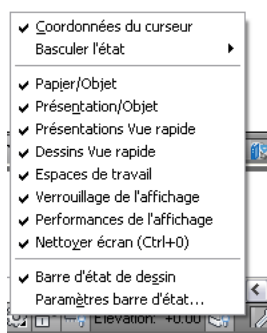 Coordonnées du curseur
Basculer l'état
Papier/Objet
Présentation/Objet
Présentations Vue rapide
Dessins Vue rapide
Espaces de travail
Verrouillage de l'affichage
Performances de l'affichage
Nettoyer écran (Ctrl+0)
Barre d'état de dessin
Paramètres barre d'état...
Elevation: +0.00